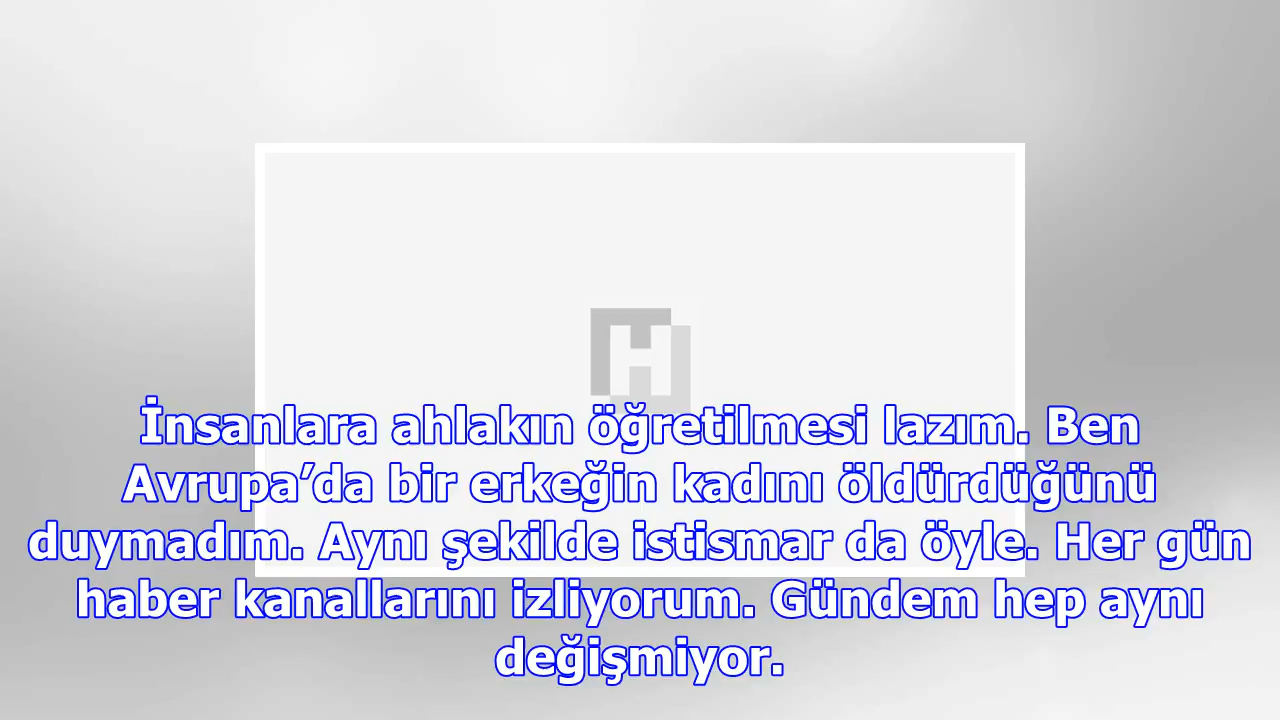 İnsanlara ahlakın öğretilmesi lazım. Ben
Avrupa’da bir erkeğin kadını öldürdüğünü
duymadım. Aynı şekilde istismar da öyle. Her gün
haber kanallarını izliyorum. Gündem hep aynı
değişmiyor.